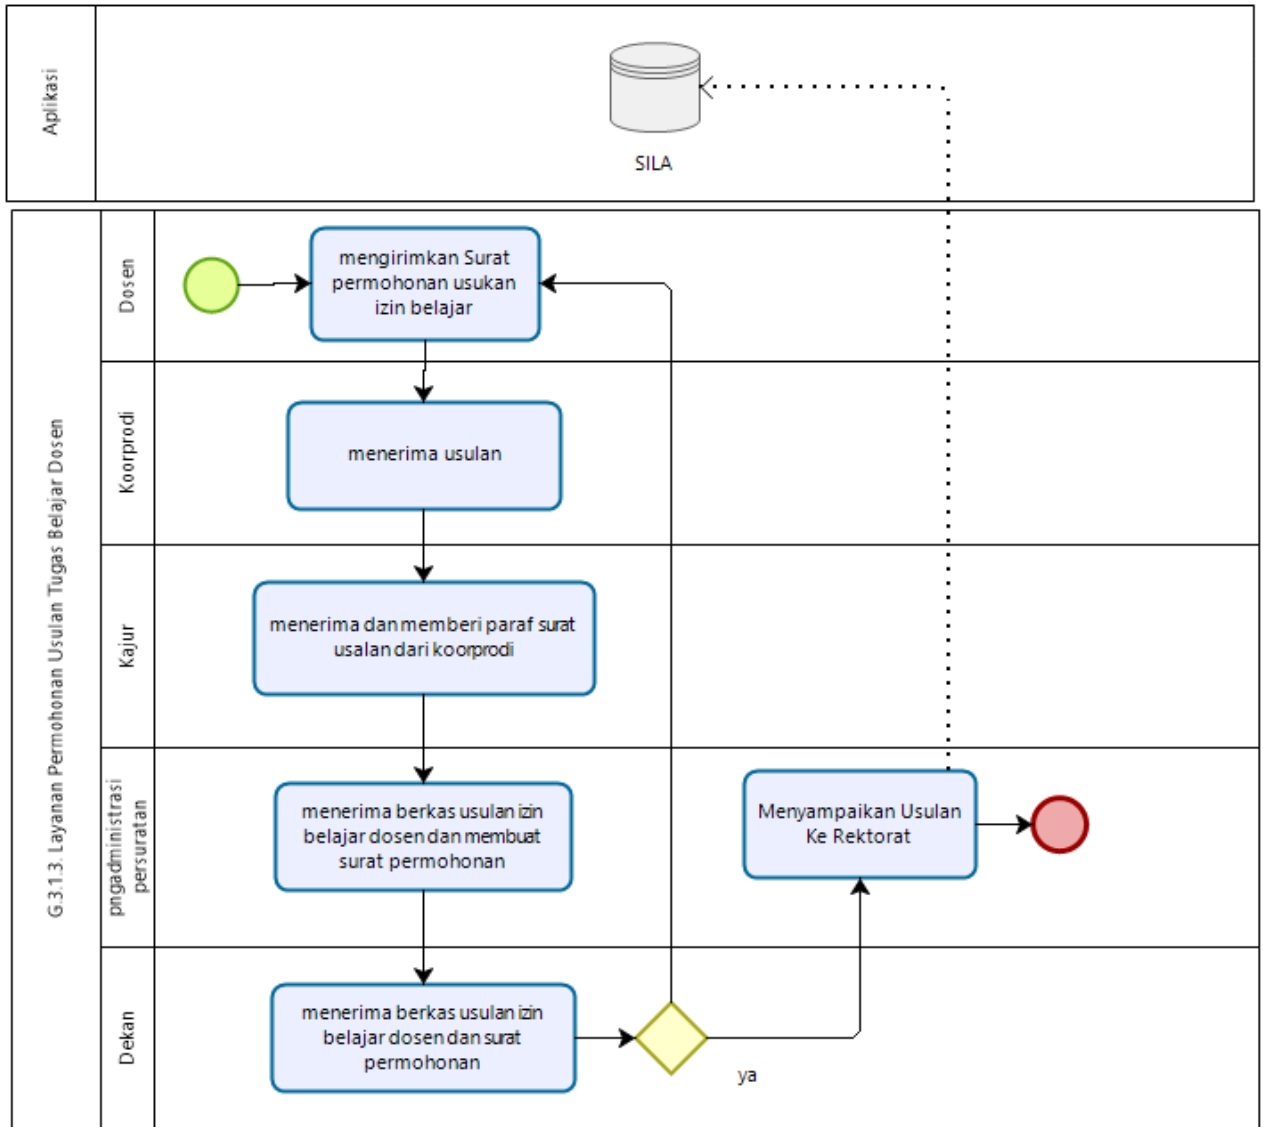 Aplikasi
SILA
G.3.1.3. Layanan Permohonan Usulan Tugas Belajar Dosen
Dosen
mengirimkan Surat
permohonan usukan
izin belajar
Koorprodi
menerima usulan
Kajur
menerima dan memberi paraf surat
usalan dari koorprodi
pngadministrasi
persuratan
menerima berkas usulan izin
belajar dosen dan membuat
surat permohonan
Menyampaikan Usulan
Ke Rektorat
Dekan
menerima berkas usulan izin
belajar dosen dan surat
permohonan
ya